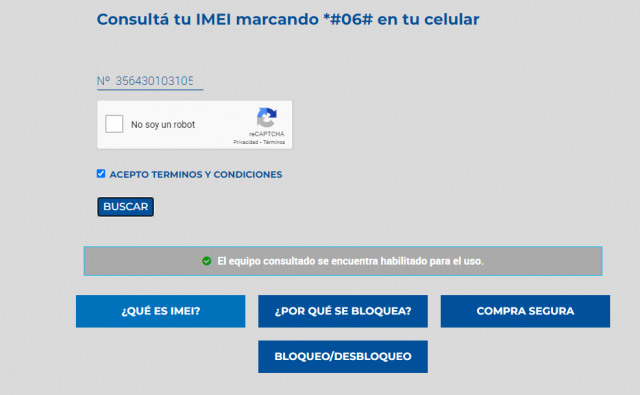 Consultá tu IMEI marcando *#06# en tu celular
Nº 356430103105
No soy un robot
reCAPTCHA
Privacidad - Términos
ACEPTO TERMINOS Y CONDICIONES
BUSCAR
El equipo consultado se encuentra habilitado para el uso.
¿QUÉ ES IMEI?
¿POR QUÉ SE BLOQUEA?
COMPRA SEGURA
BLOQUEO/DESBLOQUEO